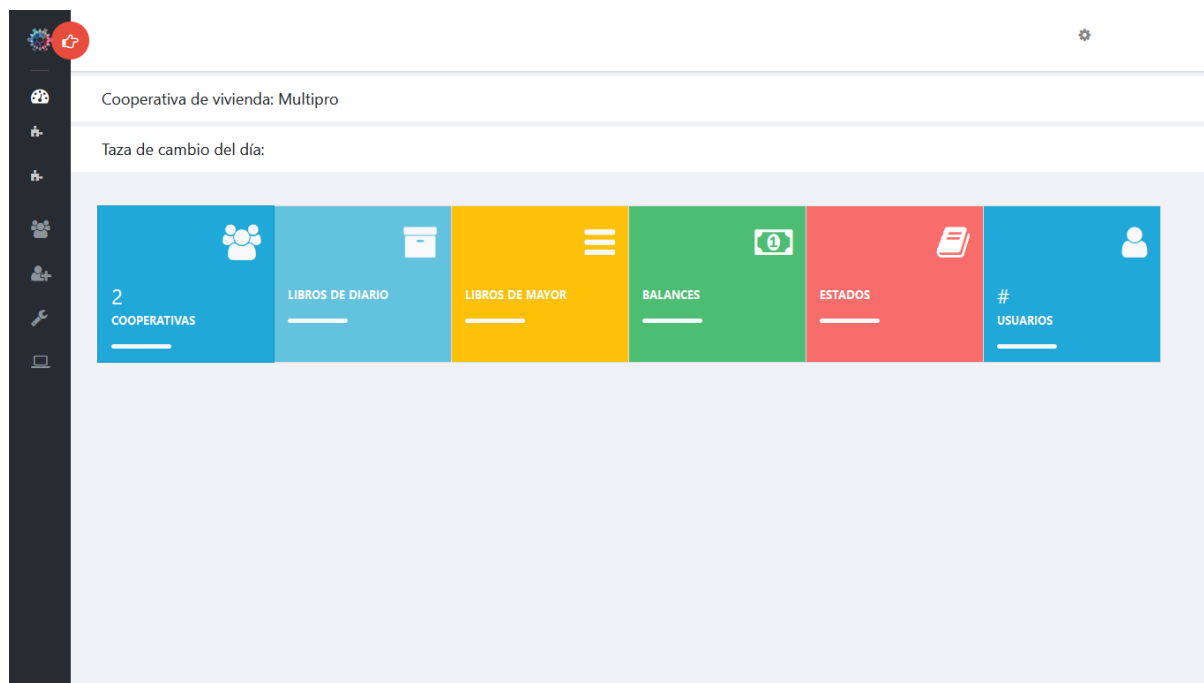 Cooperativa de vivienda: Multipro
Taza de cambio del día:
2
COOPERATIVAS
LIBROS DE DIARIO
LIBROS DE MAYOR
BALANCES
ESTADOS
#
USUARIOS